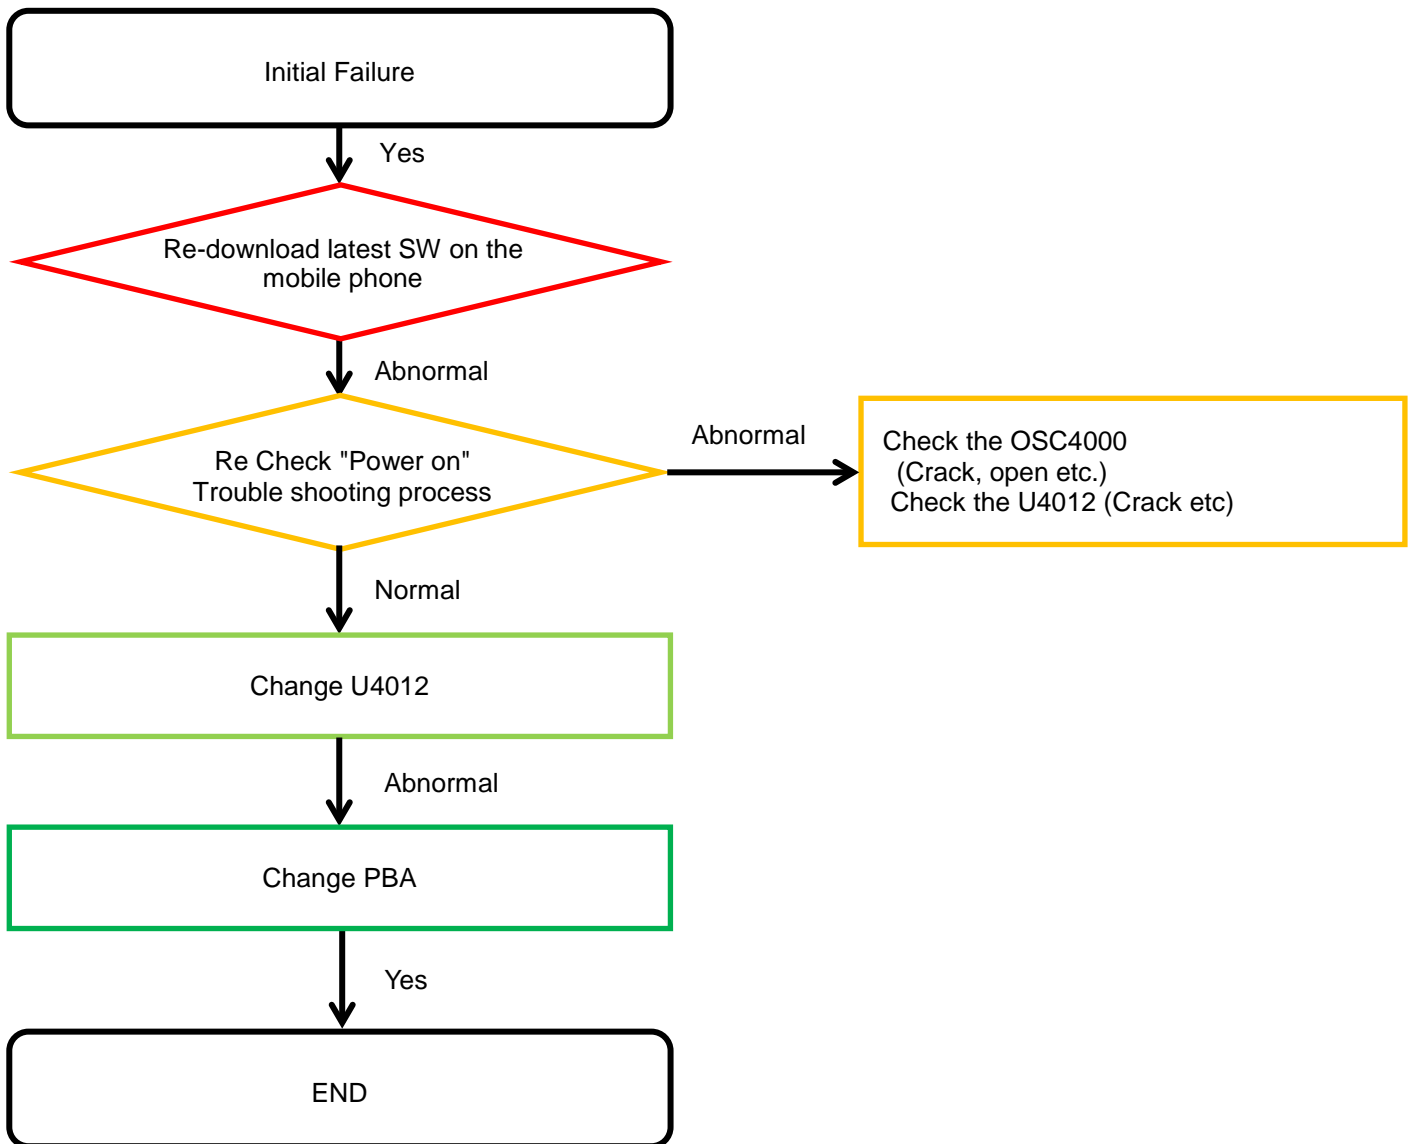 Initial Failure
Yes
Re-download latest SW on the
mobile phone
Abnormal
Re Check "Power on"
Trouble shooting process
Abnormal
Check the OSC4000
(Crack, open etc.)
Check the U4012 (Crack etc)
Normal
Change U4012
Abnormal
Change PBA
Yes
END